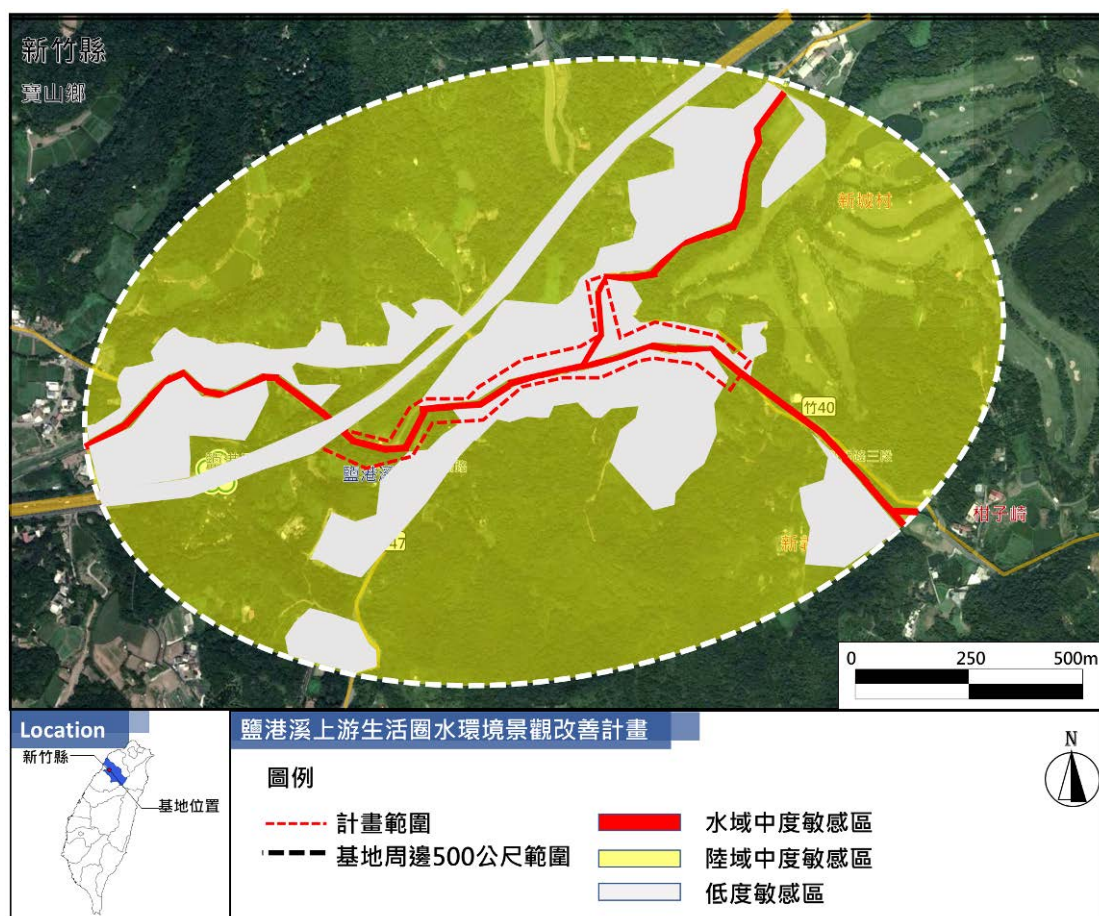 新竹縣
寶山鄉
新城村
竹40
鹽港溪
47
柑子崎
0 250 500m
Location
新竹縣
基地位置
鹽港溪上游生活圈水環境景觀改善計畫
圖例
計畫範圍
基地周邊500公尺範圍
水域中度敏感區
陸域中度敏感區
低度敏感區
N